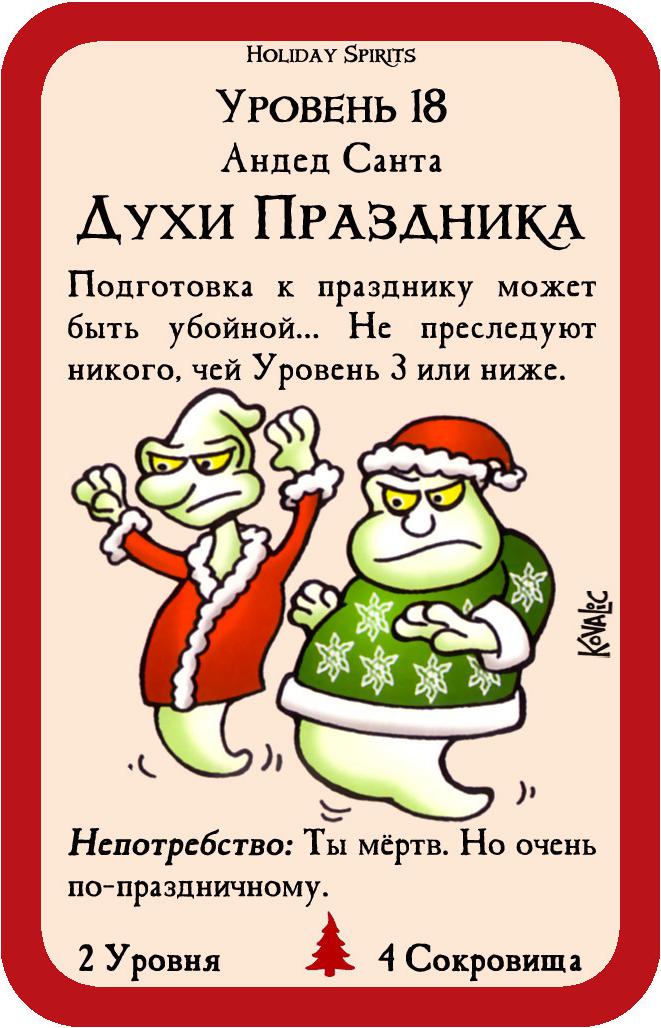 Holiday Spirits
Уровень 18
Андед Санта
Духи Праздника
Подготовка к празднику может
быть убойной... Не преследуют
никого, чей Уровень 3 или ниже.
Kovalic
Непотребство: Ты мёртв. Но очень
по-праздничному.
2 Уровня 4 Сокровища